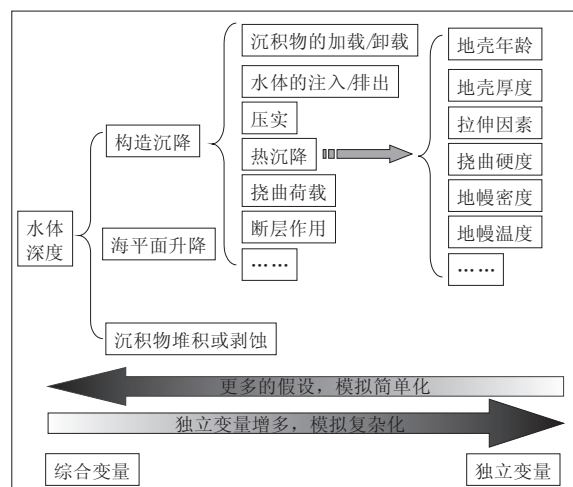 水体
深度
构造沉降
海平面升降
沉积物堆积或剥蚀
沉积物的加载/卸载
水体的注入/排出
压实
热沉降
挠曲荷载
断层作用
……
地壳年龄
地壳厚度
拉伸因素
挠曲硬度
地幔密度
地幔温度
……
更多的假设，模拟简单化
独立变量增多，模拟复杂化
综合变量
独立变量